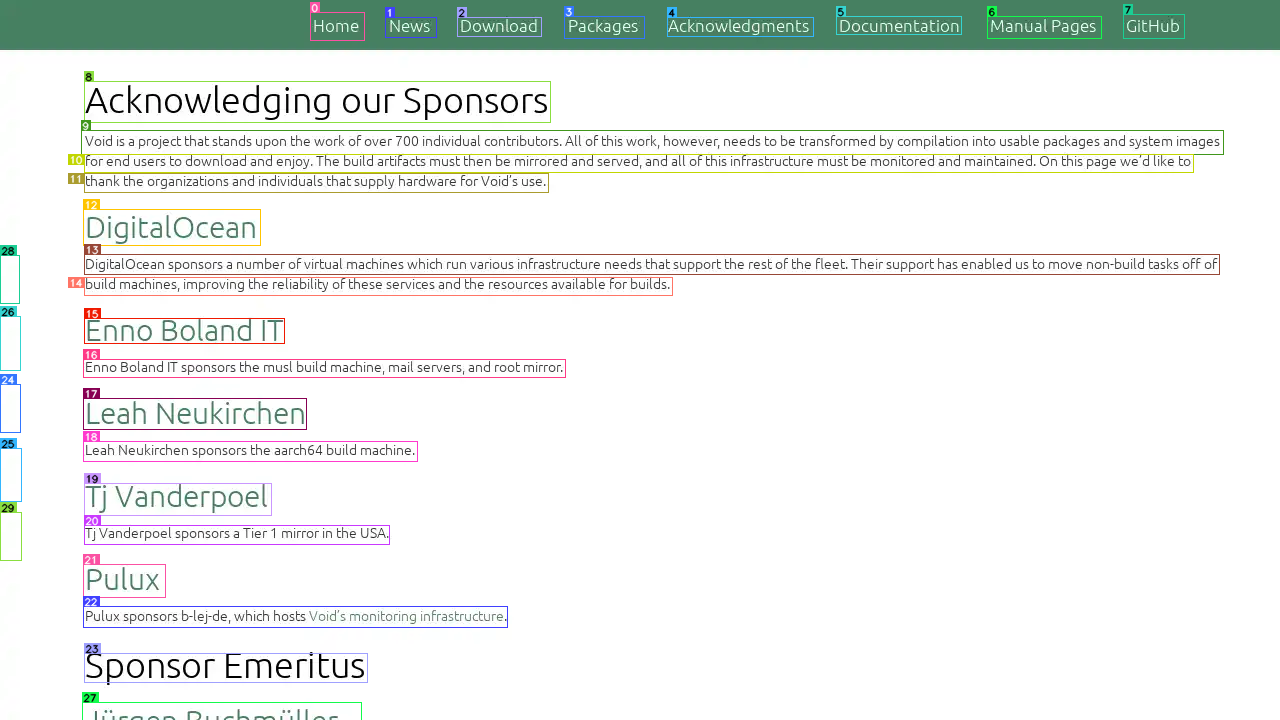 Home News Download Packages Acknowledgments Documentation Manual Pages GitHub
Acknowledging our Sponsors
Void is a project that stands upon the work of over 700 individual contributors. All of this work, however, needs to be transformed by compilation into usable packages and system images
for end users to download and enjoy. The build artifacts must then be mirrored and served, and all of this infrastructure must be monitored and maintained. On this page we'd like to
thank the organizations and individuals that supply hardware for Void's use.
DigitalOcean
DigitalOcean sponsors a number of virtual machines which run various infrastructure needs that support the rest of the fleet. Their support has enabled us to move non-build tasks off of
build machines, improving the reliability of these services and the resources available for builds.
Enno Boland IT
Enno Boland IT sponsors the musl build machine, mail servers, and root mirror.
Leah Neukirchen
Leah Neukirchen sponsors the aarch64 build machine.
Tj Vanderpoel
Tj Vanderpoel sponsors a Tier 1 mirror in the USA.
Pulux
Pulux sponsors b-lej-de, which hosts Void's monitoring infrastructure.
Sponsor Emeritus
Jürgen Buchmüller
0
1
2
3
4
5
6
7
8
9
10
11
12
13
14
15
16
17
18
19
20
21
22
23
27
28
26
24
25
29